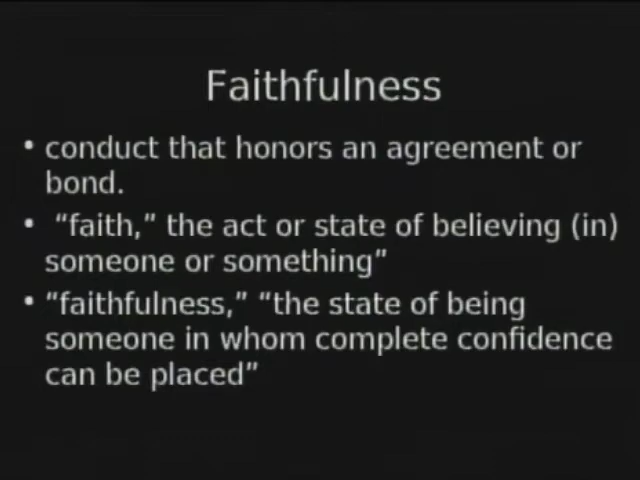 Faithfulness
• conduct that honors an agreement or
bond.
• “faith,” the act or state of believing (in)
someone or something”
• “faithfulness,” “the state of being
someone in whom complete confidence
can be placed”